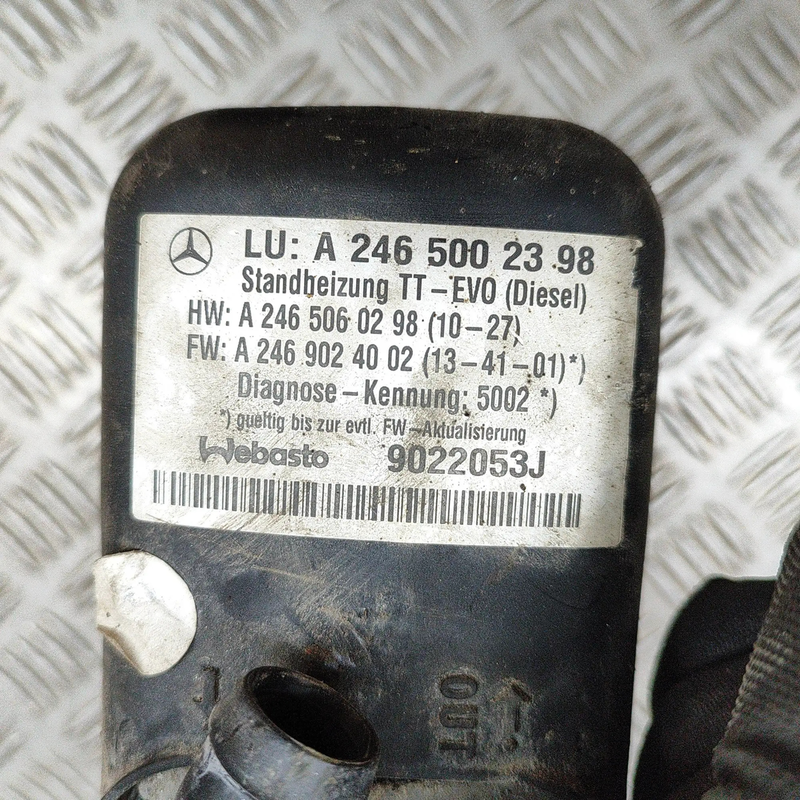 LU: A 246 500 23 98
Standheizung TT-EVO (Diesel)
HW: A 246 506 02 98 (10-27)
FW: A 246 902 40 02 (13-41-01)*)
Diagnose-Kennung: 5002 *)
*) gueltig bis zur evtl. FW-Aktualisierung
Webasto 9022053J
OUT